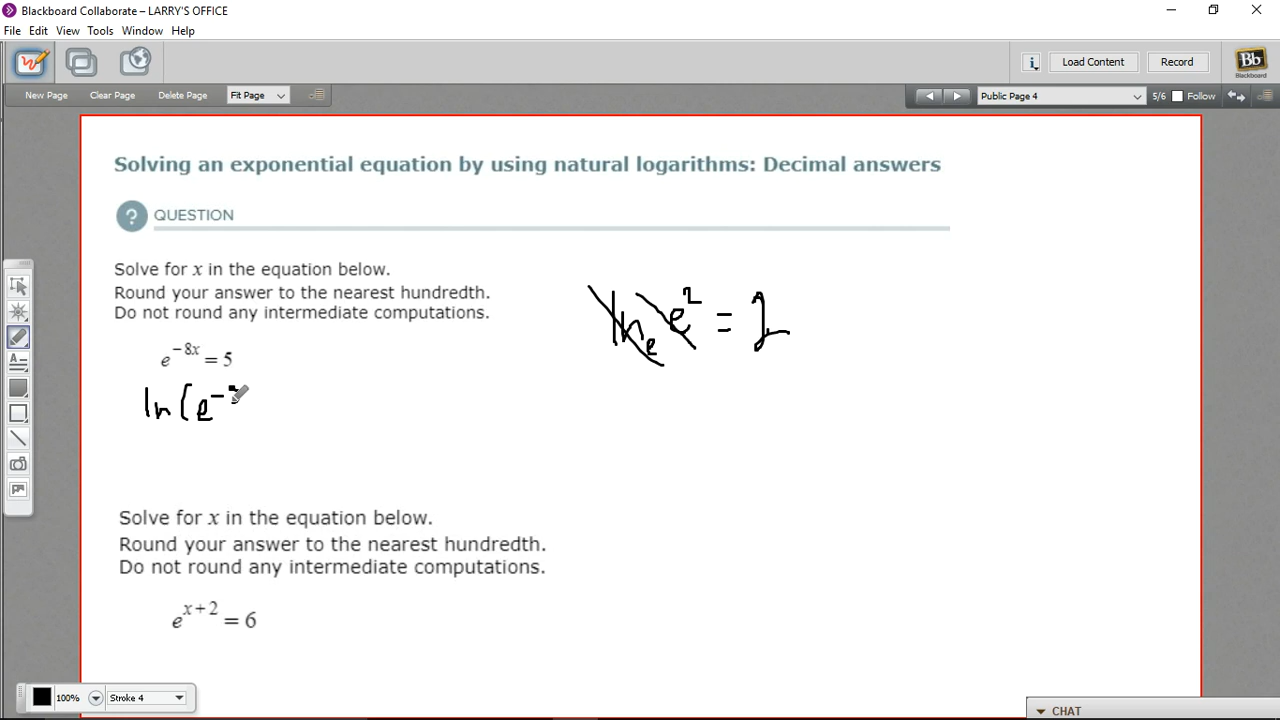 Blackboard Collaborate - LARRY'S OFFICE
File Edit View Tools Window Help
Load Content Record
Bb
Blackboard
New Page Clear Page Delete Page Fit Page
Public Page 4 5/6 Follow
Solving an exponential equation by using natural logarithms: Decimal answers
? QUESTION
Solve for x in the equation below.
Round your answer to the nearest hundredth.
Do not round any intermediate computations.
ln_e e^2 = 2
e^{-8x} = 5
ln(e^-
Solve for x in the equation below.
Round your answer to the nearest hundredth.
Do not round any intermediate computations.
e^{x+2} = 6
100% Stroke 4
CHAT